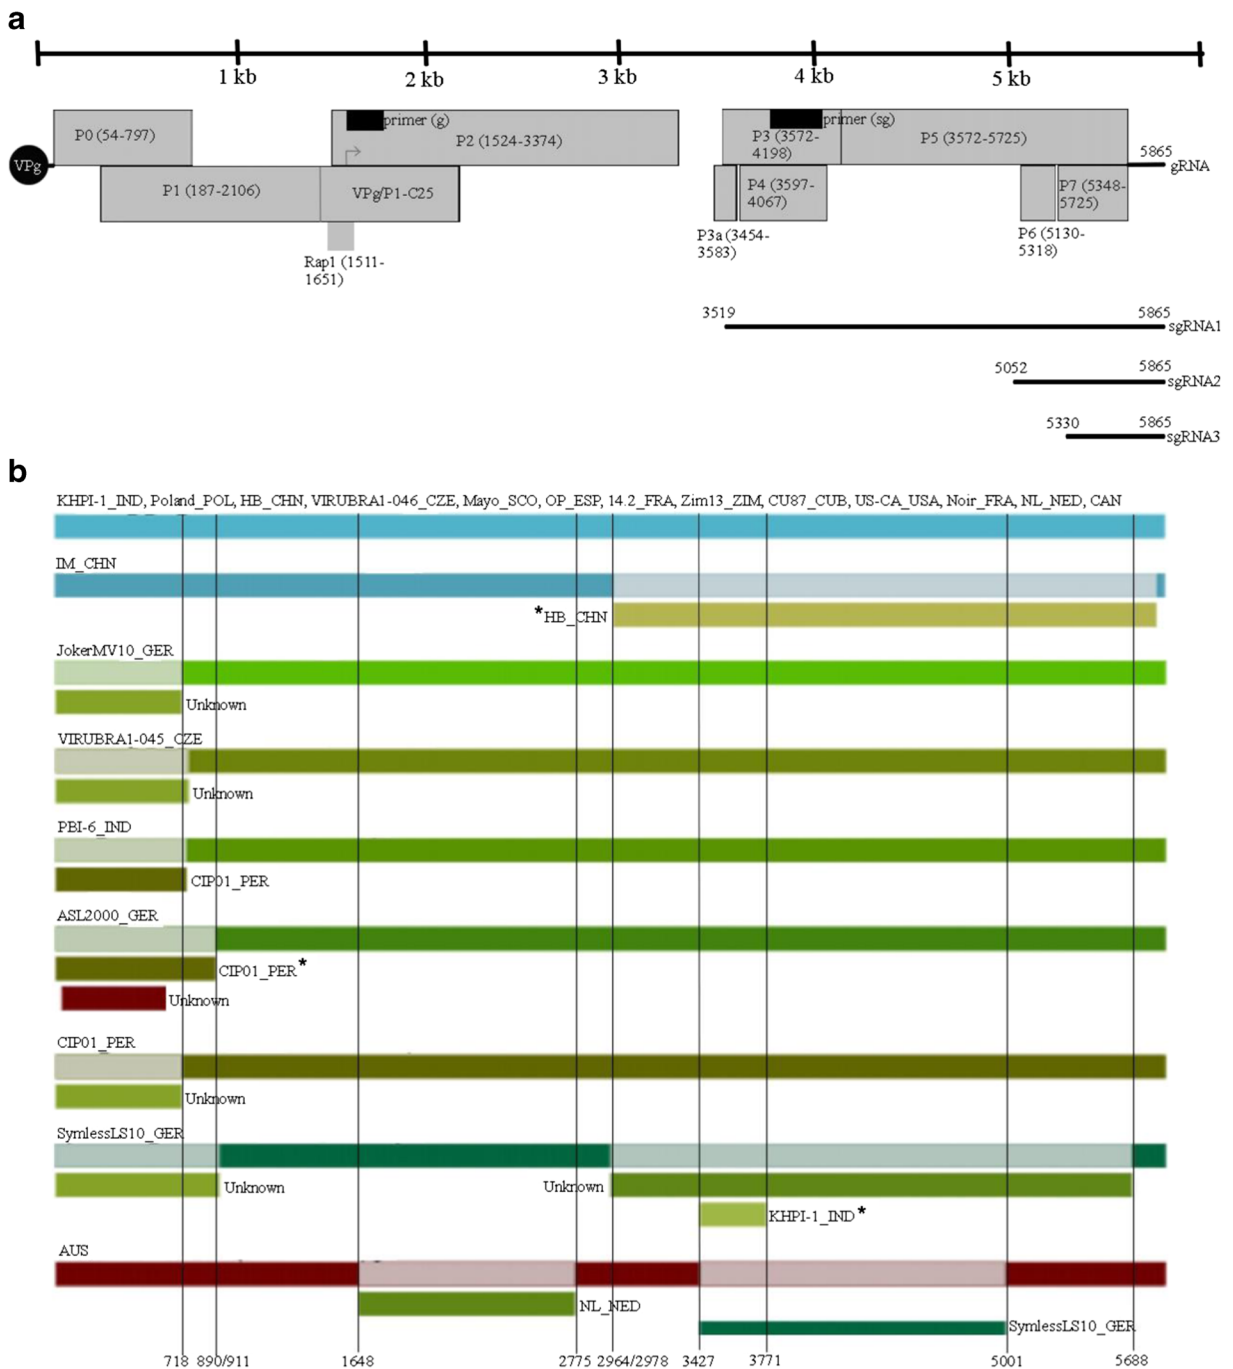 a
1 kb
2 kb
3 kb
4 kb
5 kb
P0 (54-797)
primer (g)
P2 (1524-3374)
primer (sg)
P3 (3572-
4198)
P5 (3572-5725)
5865
gRNA
VPg
P1 (187-2106)
VPg/P1-C25
P4 (3597-
4067)
P7 (5348-
5725)
Rap1 (1511-
1651)
P3a (3454-
3583)
P6 (5130-
5318)
3519
5865
sgRNA1
5052
5865
sgRNA2
5330
5865
sgRNA3
b
KHPI-1_IND, Poland_POL, HB_CHN, VIRUBRA1-046_CZE, Mayo_SCO, OP_ESP, 14.2_FRA, Zim13_ZIM, CU87_CUB, US-CA_USA, Noir_FRA, NL_NED, CAN
IM_CHN
*HB_CHN
JokerMV10_GER
Unknown
VIRUBRA1-045_CZE
Unknown
PBI-6_IND
CIP01_PER
ASL2000_GER
CIP01_PER*
Unknown
CIP01_PER
Unknown
SymlessLS10_GER
Unknown
Unknown
KHPI-1_IND*
AUS
NL_NED
SymlessLS10_GER
718 890/911 1648 2775 2964/2978 3427 3771 5001 5688